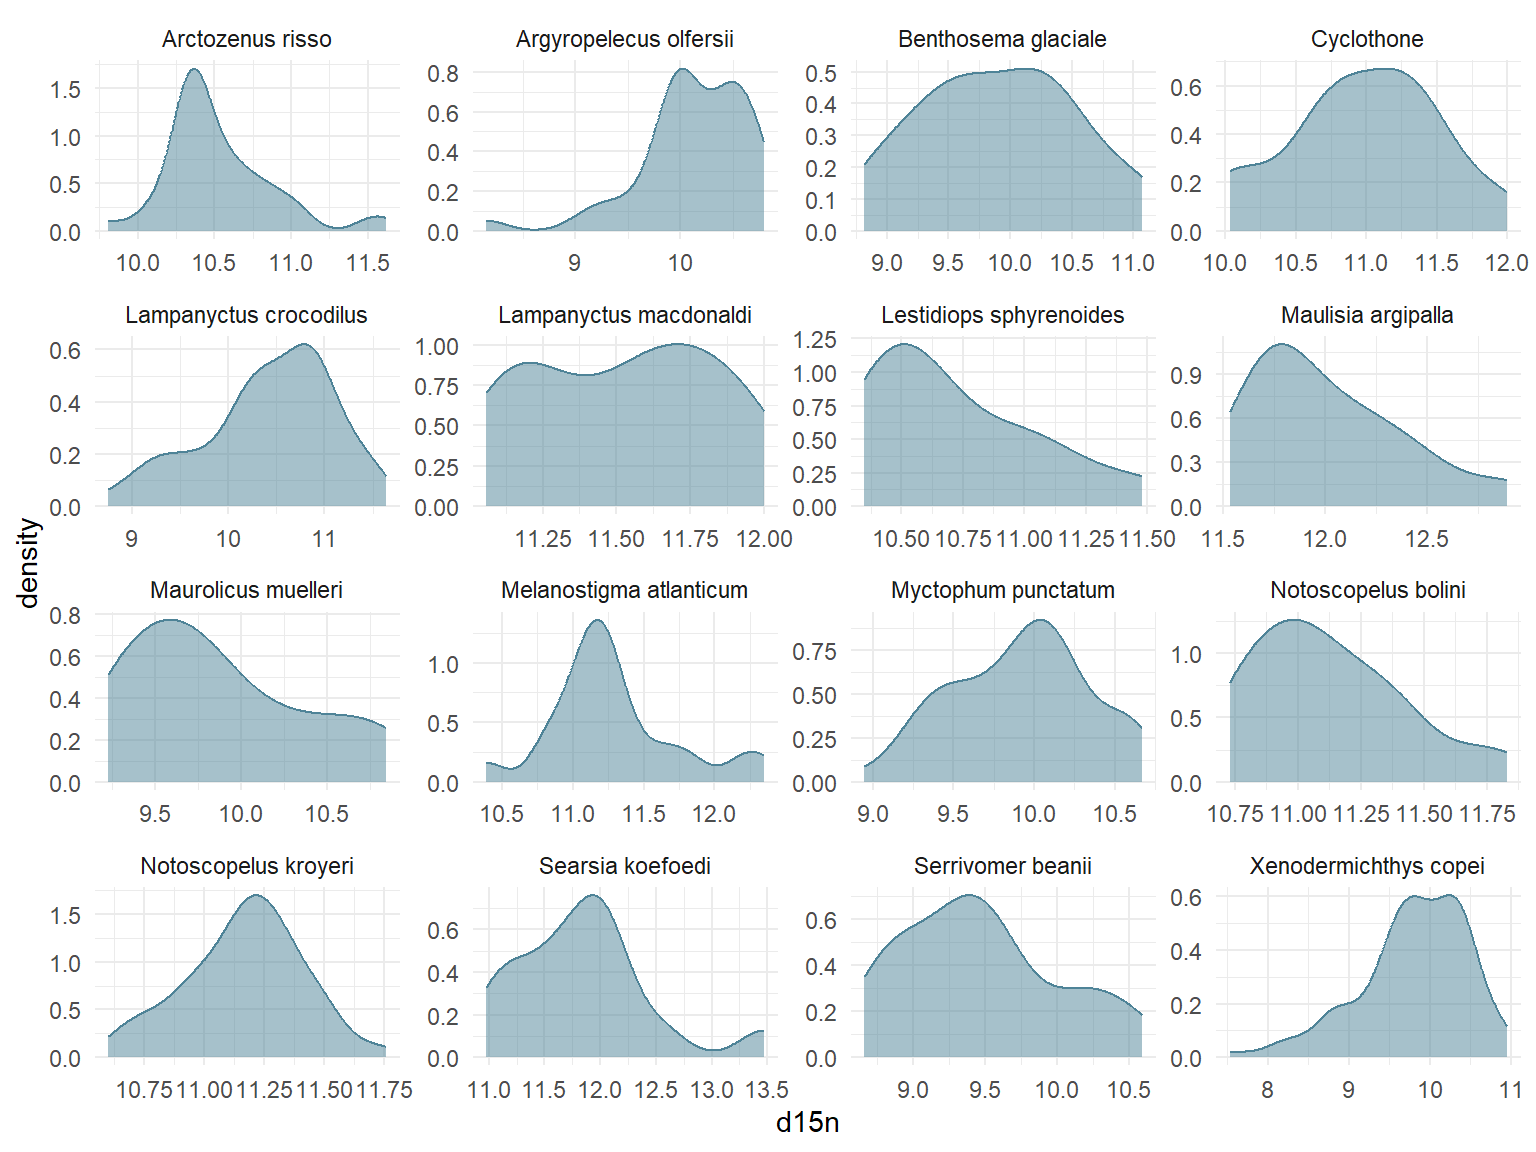 Arctozenus risso Argyropelecus olfersii Benthosema glaciale Cyclothone
1.5 1.0 0.5 0.0
0.8 0.6 0.4 0.2 0.0
0.5 0.4 0.3 0.2 0.1 0.0
0.6 0.4 0.2 0.0
10.0 10.5 11.0 11.5
9 10
9.0 9.5 10.0 10.5 11.0
10.0 10.5 11.0 11.5 12.0
Lampanyctus crocodilus Lampanyctus macdonaldi Lestidiops sphyrenoides Maulisia argipalla
0.6 0.4 0.2 0.0
1.00 0.75 0.50 0.25 0.00
1.25 1.00 0.75 0.50 0.25 0.00
0.9 0.6 0.3 0.0
9 10 11
11.25 11.50 11.75 12.00
10.50 10.75 11.00 11.25 11.50
11.5 12.0 12.5
density
Maurolicus muelleri Melanostigma atlanticum Myctophum punctatum Notoscopelus bolini
0.8 0.6 0.4 0.2 0.0
1.0 0.5 0.0
0.75 0.50 0.25 0.00
1.0 0.5 0.0
9.5 10.0 10.5
10.5 11.0 11.5 12.0
9.0 9.5 10.0 10.5
10.75 11.00 11.25 11.50 11.75
Notoscopelus kroyeri Searsia koefoedi Serrivomer beanii Xenodermichthys copei
1.5 1.0 0.5 0.0
0.6 0.4 0.2 0.0
0.6 0.4 0.2 0.0
0.6 0.4 0.2 0.0
10.75 11.00 11.25 11.50 11.75
11.0 11.5 12.0 12.5 13.0 13.5
9.0 9.5 10.0 10.5
8 9 10 11
d15n